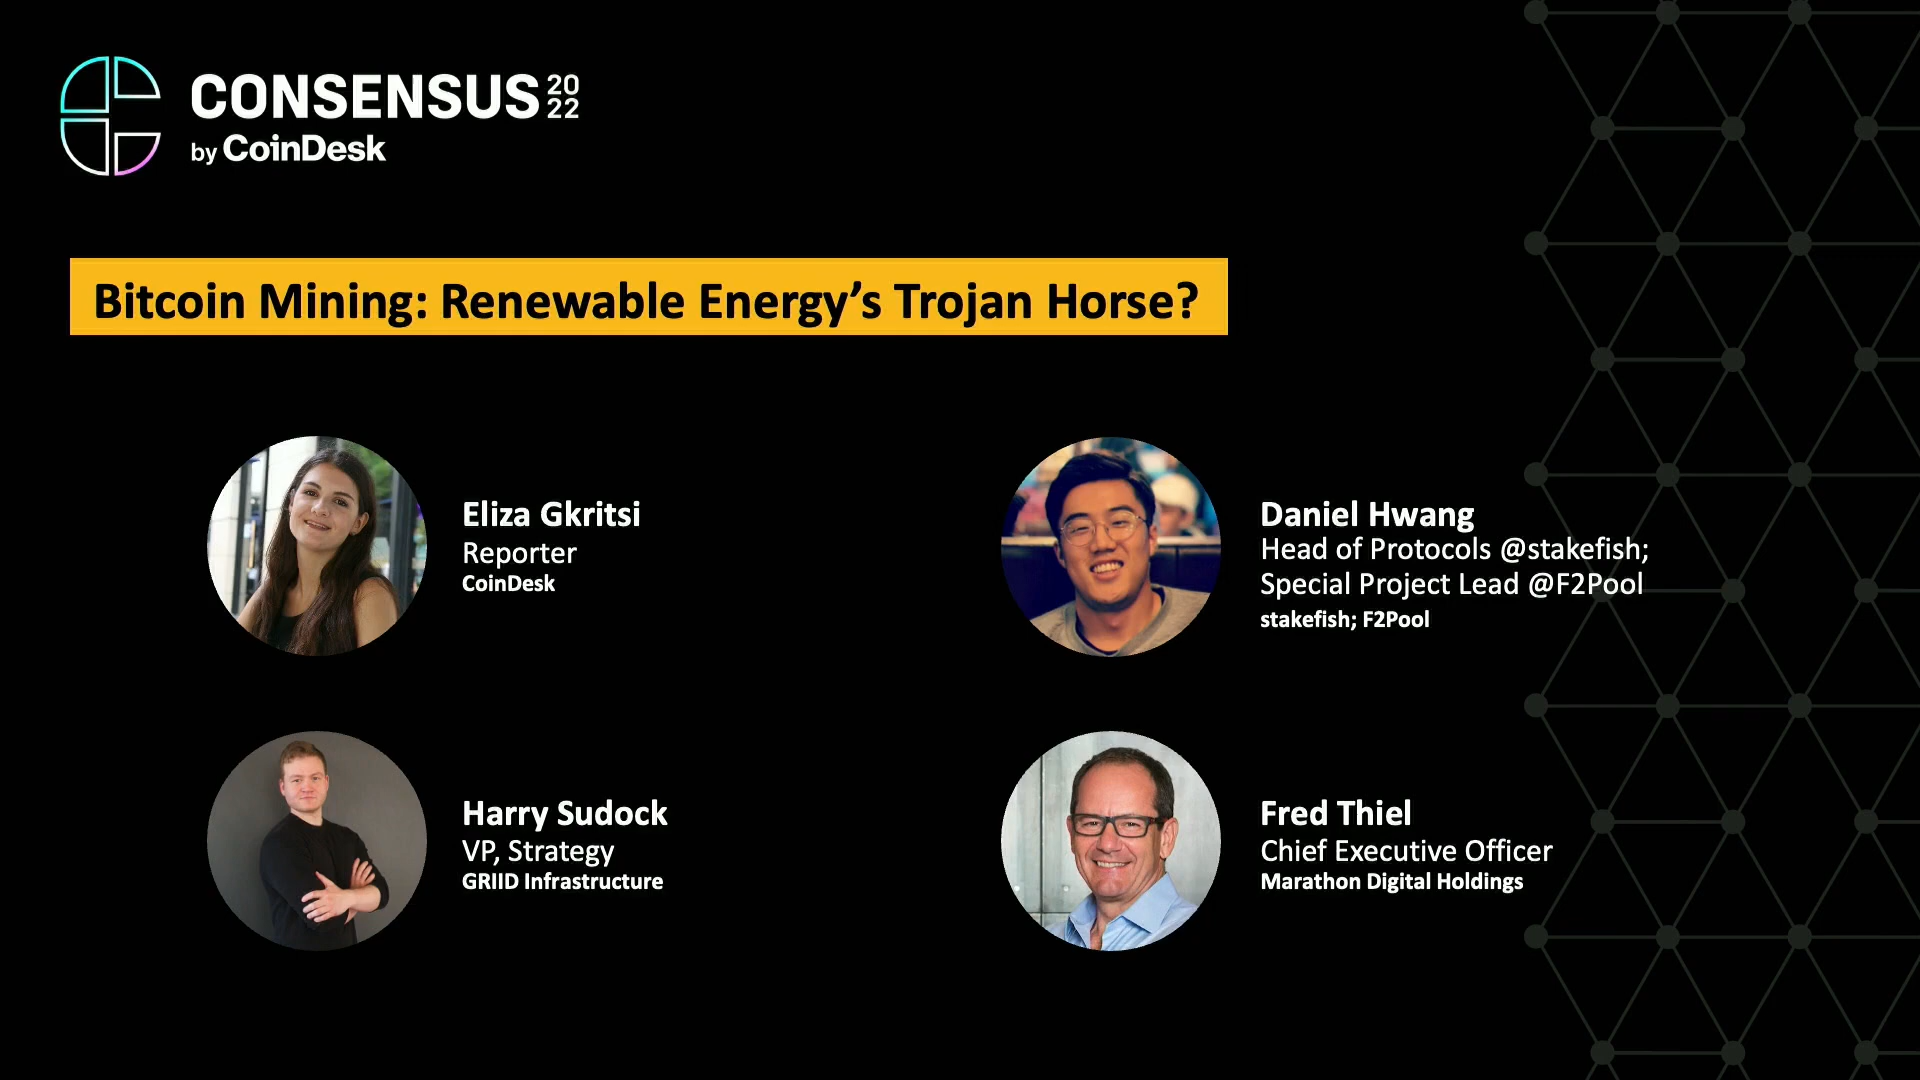 CONSENSUS 2022
by CoinDesk
Bitcoin Mining: Renewable Energy’s Trojan Horse?
Eliza Gkritsi
Reporter
CoinDesk
Daniel Hwang
Head of Protocols @stakefish;
Special Project Lead @F2Pool
stakefish; F2Pool
Harry Sudock
VP, Strategy
GRIID Infrastructure
Fred Thiel
Chief Executive Officer
Marathon Digital Holdings